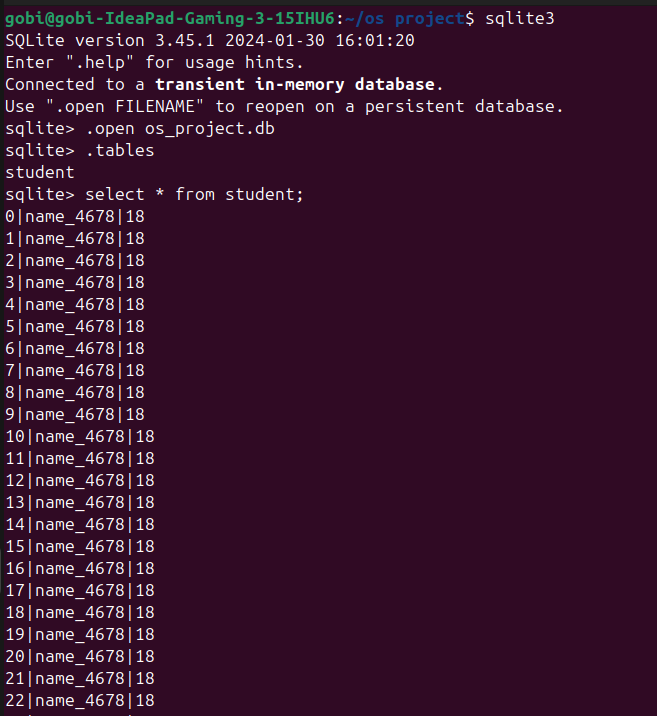 gobi@gobi-IdeaPad-Gaming-3-15IHU6:~/os project$ sqlite3
SQLite version 3.45.1 2024-01-30 16:01:20
Enter ".help" for usage hints.
Connected to a transient in-memory database.
Use ".open FILENAME" to reopen on a persistent database.
sqlite> .open os_project.db
sqlite> .tables
student
sqlite> select * from student;
0|name_4678|18
1|name_4678|18
2|name_4678|18
3|name_4678|18
4|name_4678|18
5|name_4678|18
6|name_4678|18
7|name_4678|18
8|name_4678|18
9|name_4678|18
10|name_4678|18
11|name_4678|18
12|name_4678|18
13|name_4678|18
14|name_4678|18
15|name_4678|18
16|name_4678|18
17|name_4678|18
18|name_4678|18
19|name_4678|18
20|name_4678|18
21|name_4678|18
22|name_4678|18